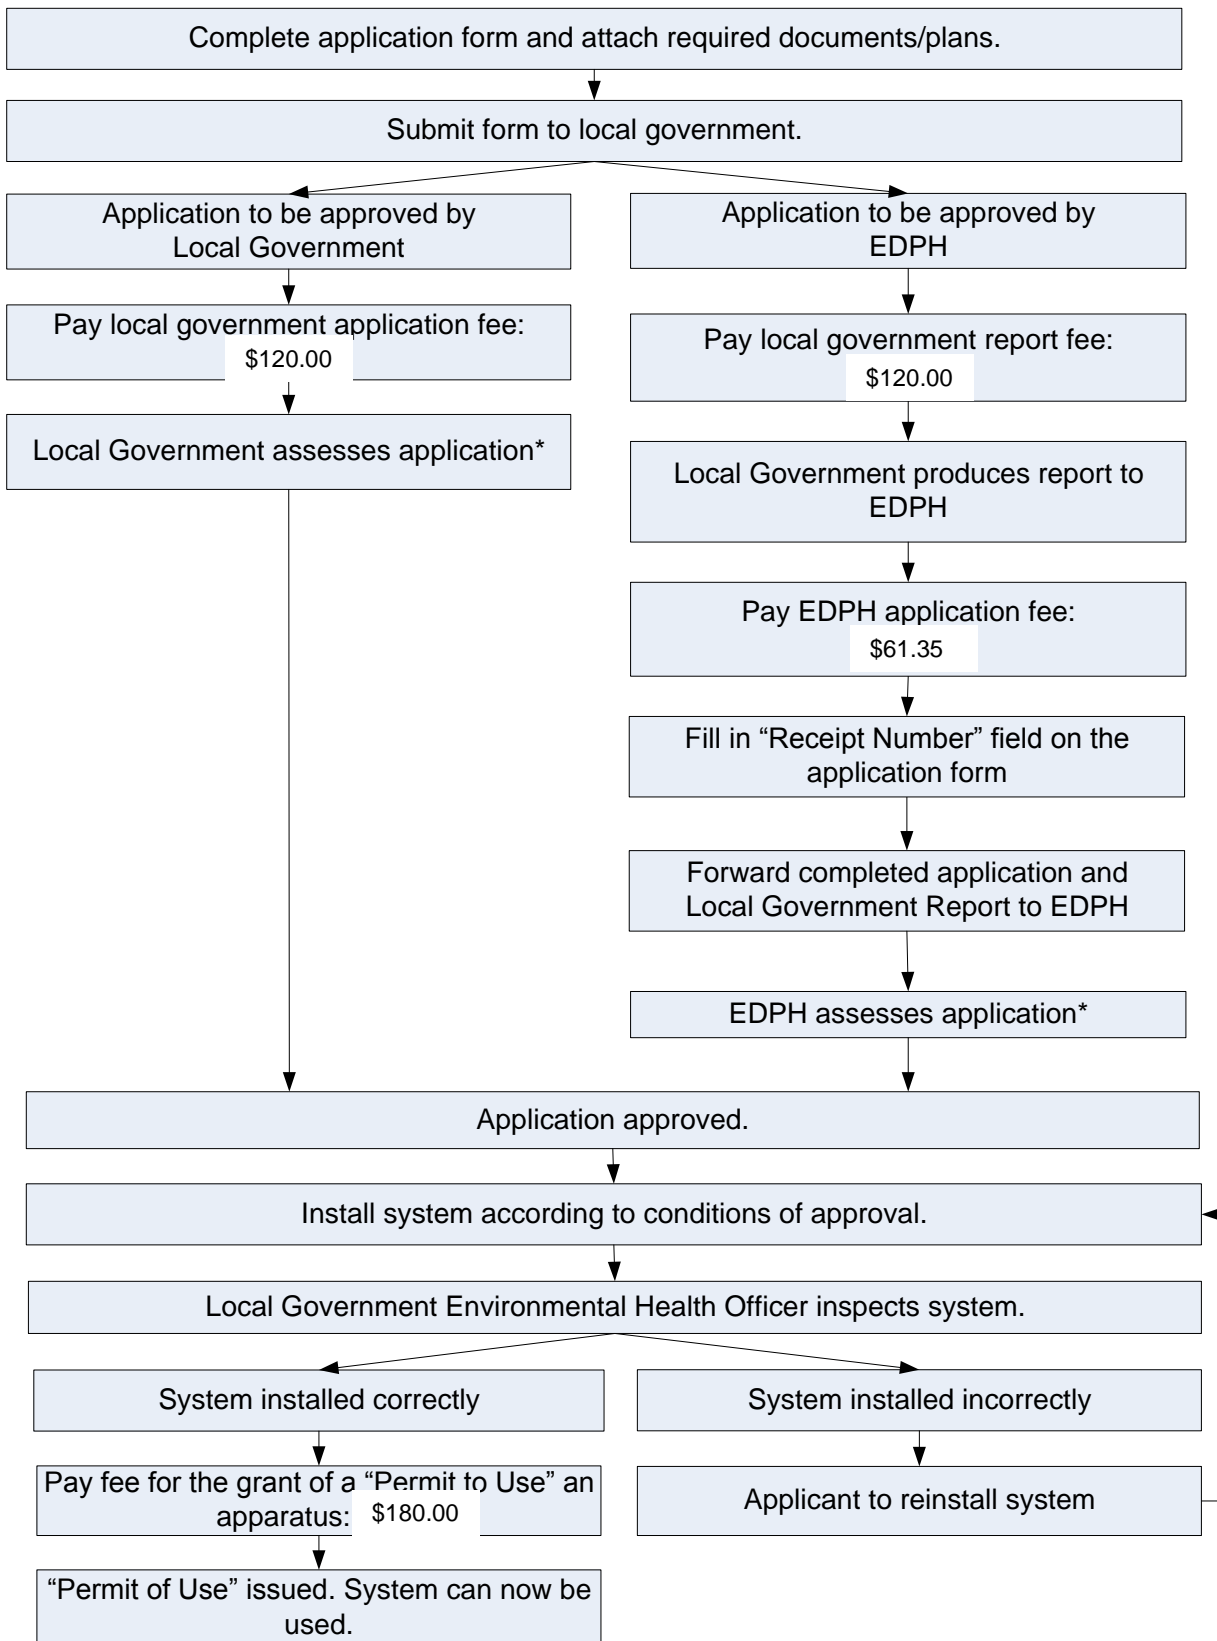 Complete application form and attach required documents/plans.
Submit form to local government.
Application to be approved by
Local Government
Pay local government application fee:
$120.00
Local Government assesses application*
Application to be approved by
EDPH
Pay local government report fee:
$120.00
Local Government produces report to
EDPH
Pay EDPH application fee:
$61.35
Fill in “Receipt Number” field on the
application form
Forward completed application and
Local Government Report to EDPH
EDPH assesses application*
Application approved.
Install system according to conditions of approval.
Local Government Environmental Health Officer inspects system.
System installed correctly
Pay fee for the grant of a “Permit to Use” an
apparatus: $180.00
“Permit of Use” issued. System can now be
used.
System installed incorrectly
Applicant to reinstall system